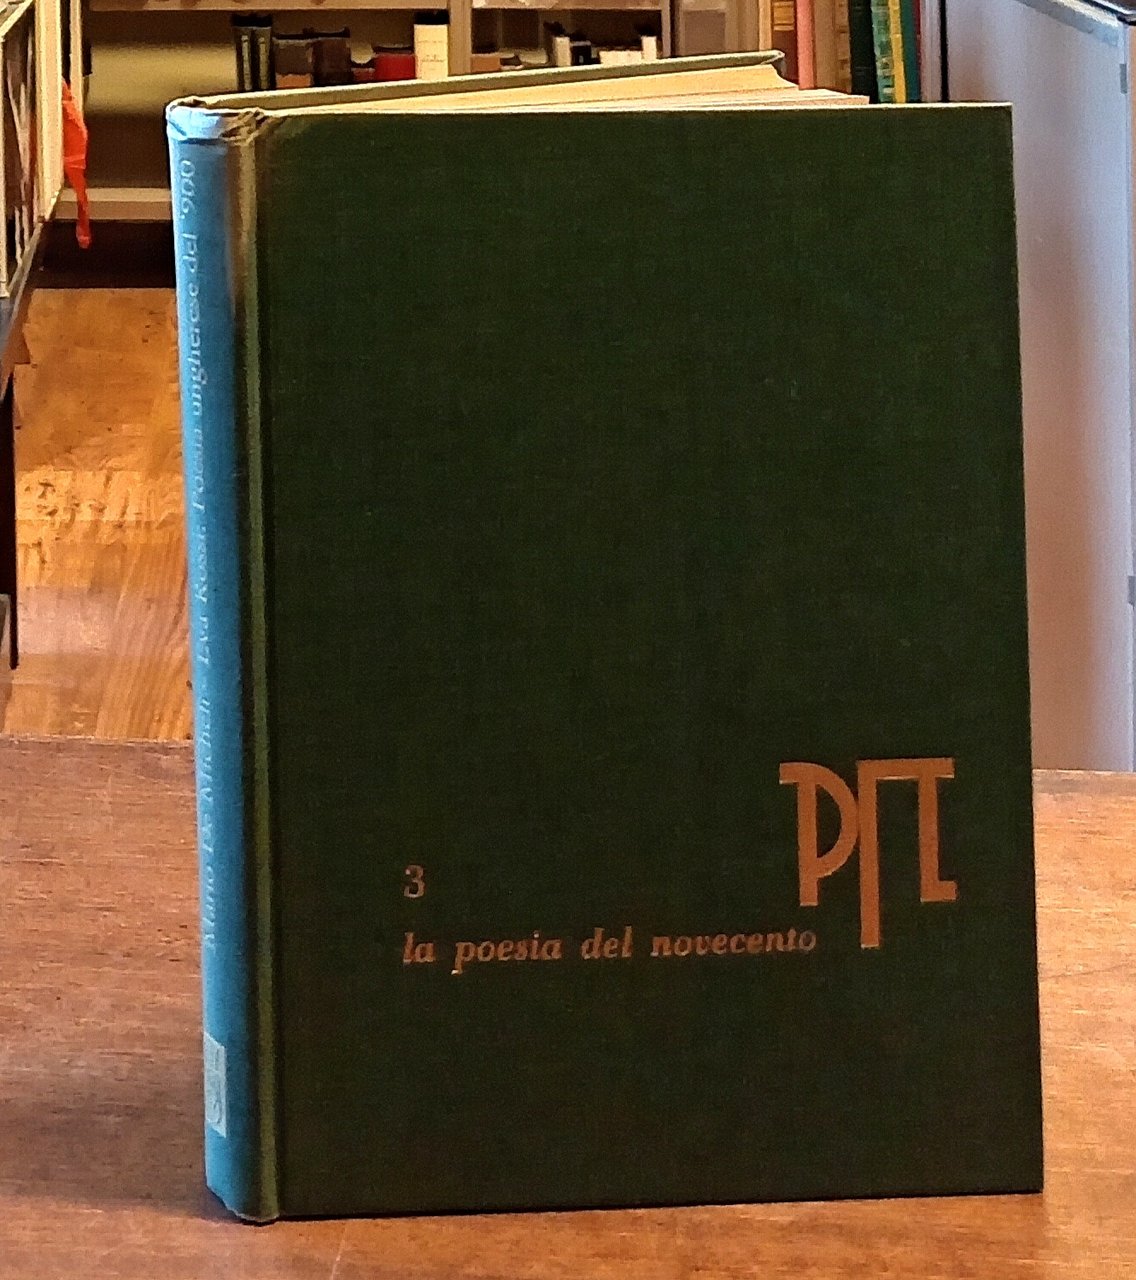 Mario De Micheli - Eva Rossi: Poesia ungherese del '900
3
la poesia del novecento